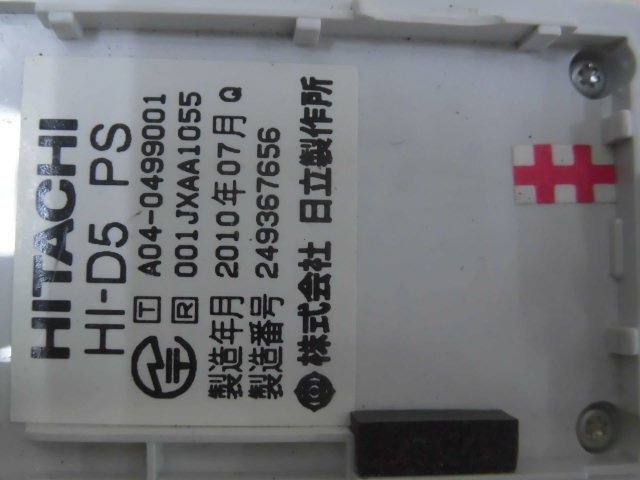 HITACHI
HI-D5 PS
T A04-0499001
R 001JXAA1055
製造年月 2010年07月 Q
製造番号 249367656
株式会社 日立製作所